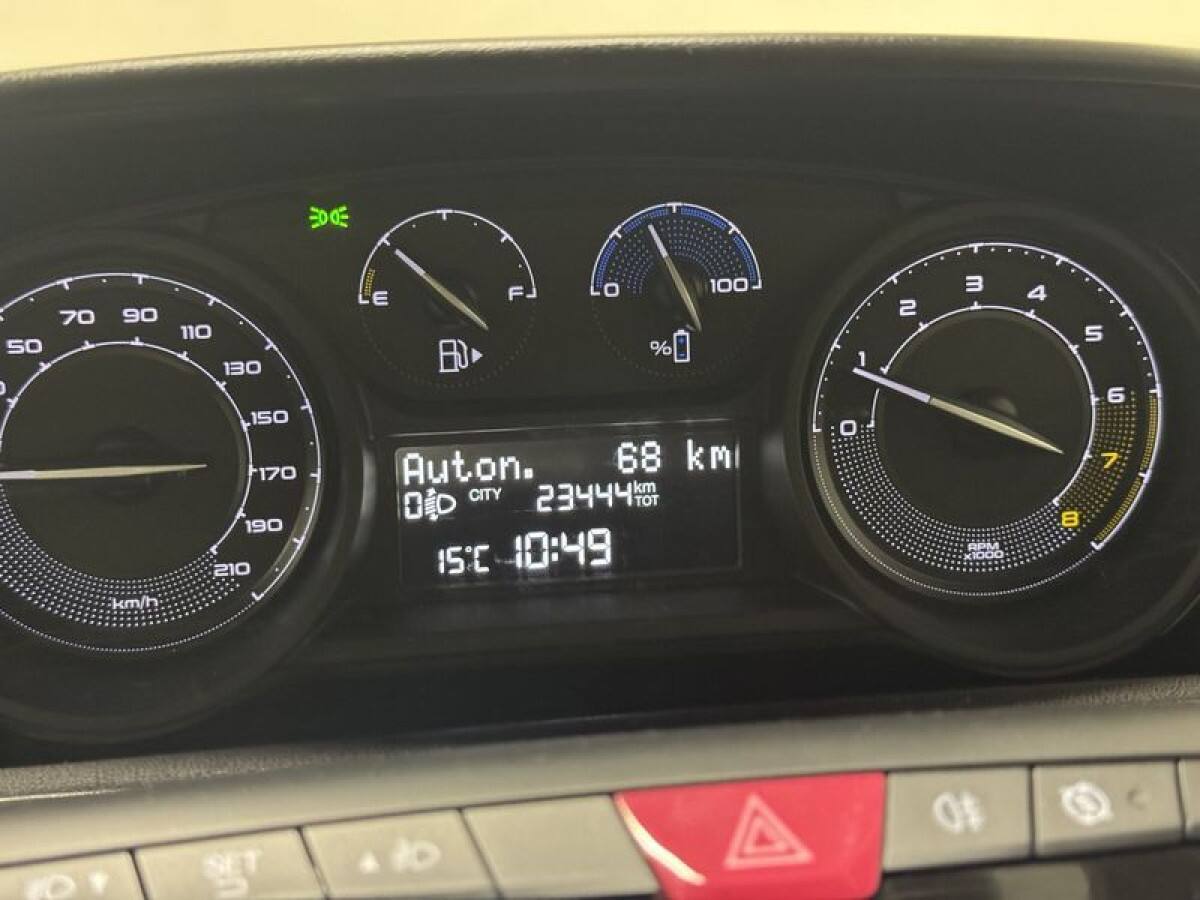 50 70 90 110 130 150 170 190 210
km/h
E F
0 100
%
0 1 2 3 4 5 6 7 8
RPM
x1000
Auton. 68 km
0 CITY 23444 km TOT
15°C 10:49
SET